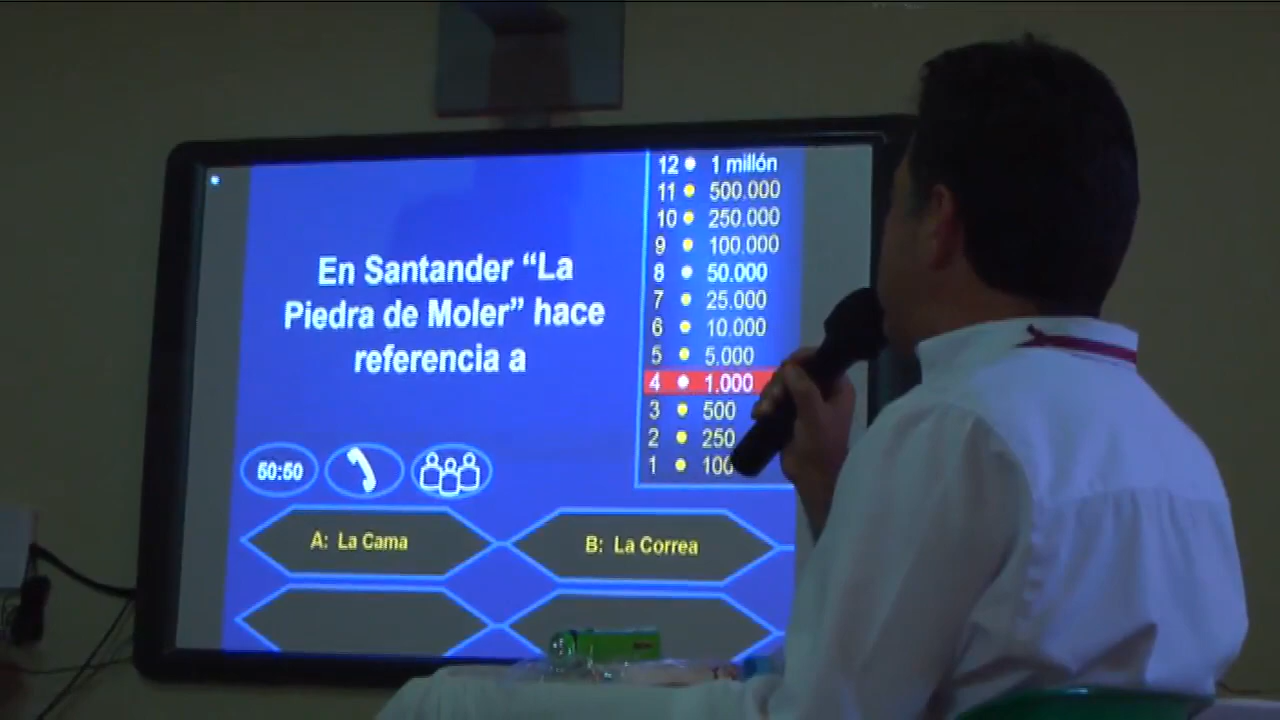 En Santander “La
Piedra de Moler” hace
referencia a
12 • 1 millón
11 • 500.000
10 • 250.000
9 • 100.000
8 • 50.000
7 • 25.000
6 • 10.000
5 • 5.000
4 • 1.000
3 • 500
2 • 250
1 • 100
50:50
A: La Cama
B: La Correa